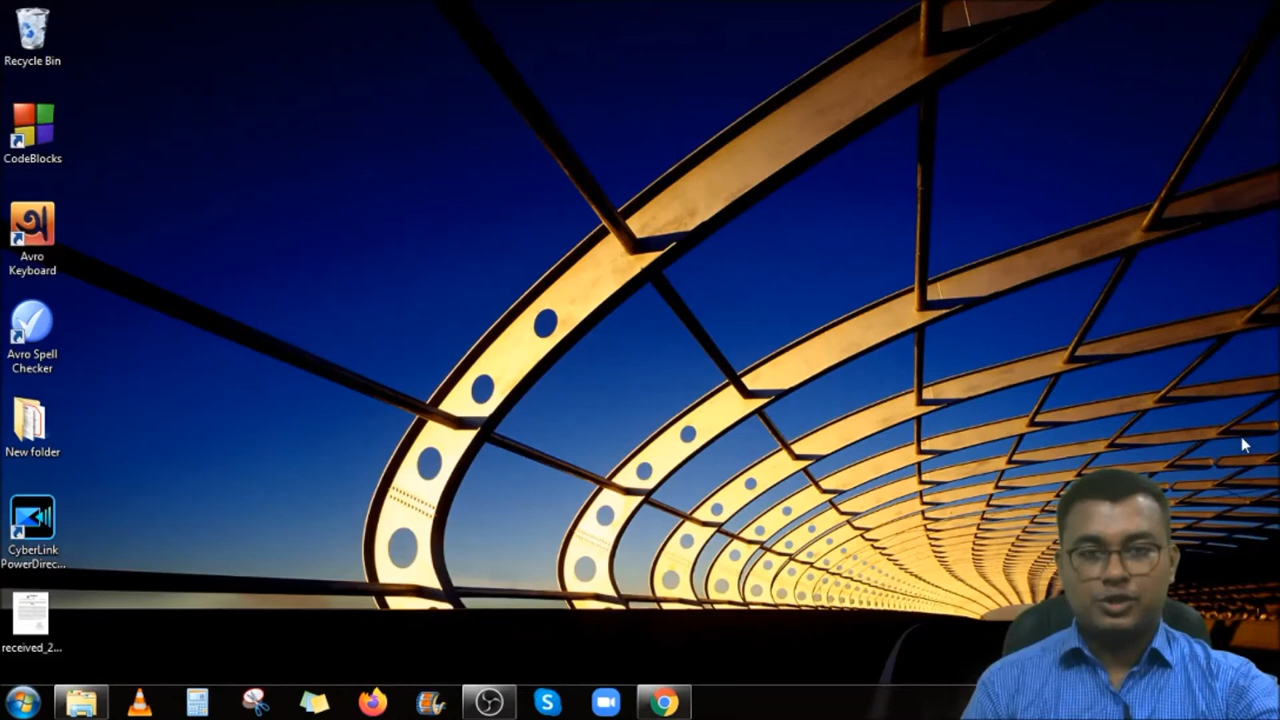 Recycle Bin
CodeBlocks
অ
Avro
Keyboard
Avro Spell
Checker
New folder
CyberLink
PowerDirec...
received_2...